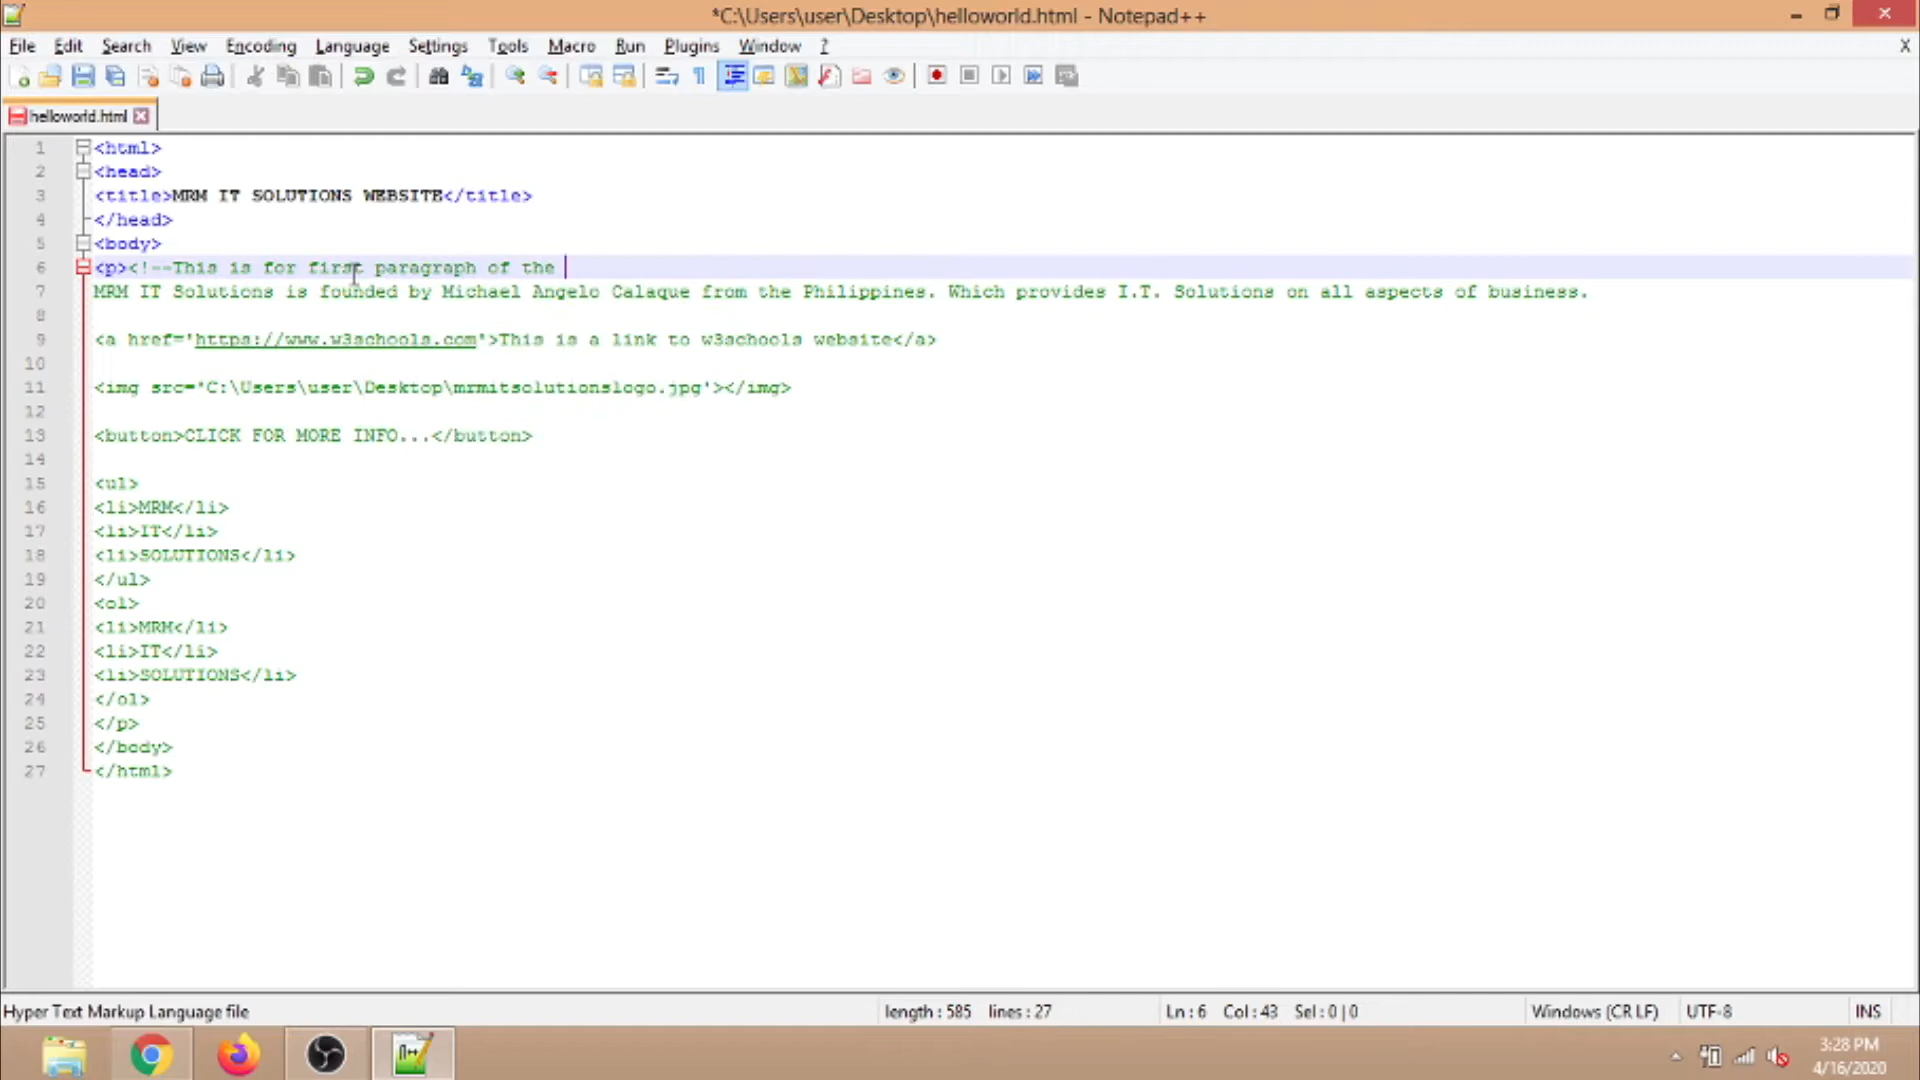 *C:\Users\user\Desktop\helloworld.html - Notepad++
File Edit Search View Encoding Language Settings Tools Macro Run Plugins Window ? X
helloworld.html
1 <html>
2 <head>
3 <title>MRM IT SOLUTIONS WEBSITE</title>
4 </head>
5 <body>
6 <p><!--This is for first paragraph of the
7 MRM IT Solutions is founded by Michael Angelo Calaque from the Philippines. Which provides I.T. Solutions on all aspects of business.
8
9 <a href='https://www.w3schools.com'>This is a link to w3schools website</a>
10
11 <img src='C:\Users\user\Desktop\mrmitsolutionslogo.jpg'></img>
12
13 <button>CLICK FOR MORE INFO...</button>
14
15 <ul>
16 <li>MRM</li>
17 <li>IT</li>
18 <li>SOLUTIONS</li>
19 </ul>
20 <ol>
21 <li>MRM</li>
22 <li>IT</li>
23 <li>SOLUTIONS</li>
24 </ol>
25 </p>
26 </body>
27 </html>
Hyper Text Markup Language file length : 585 lines : 27 Ln : 6 Col : 43 Sel : 0 | 0 Windows (CR LF) UTF-8 INS
3:28 PM
4/16/2020